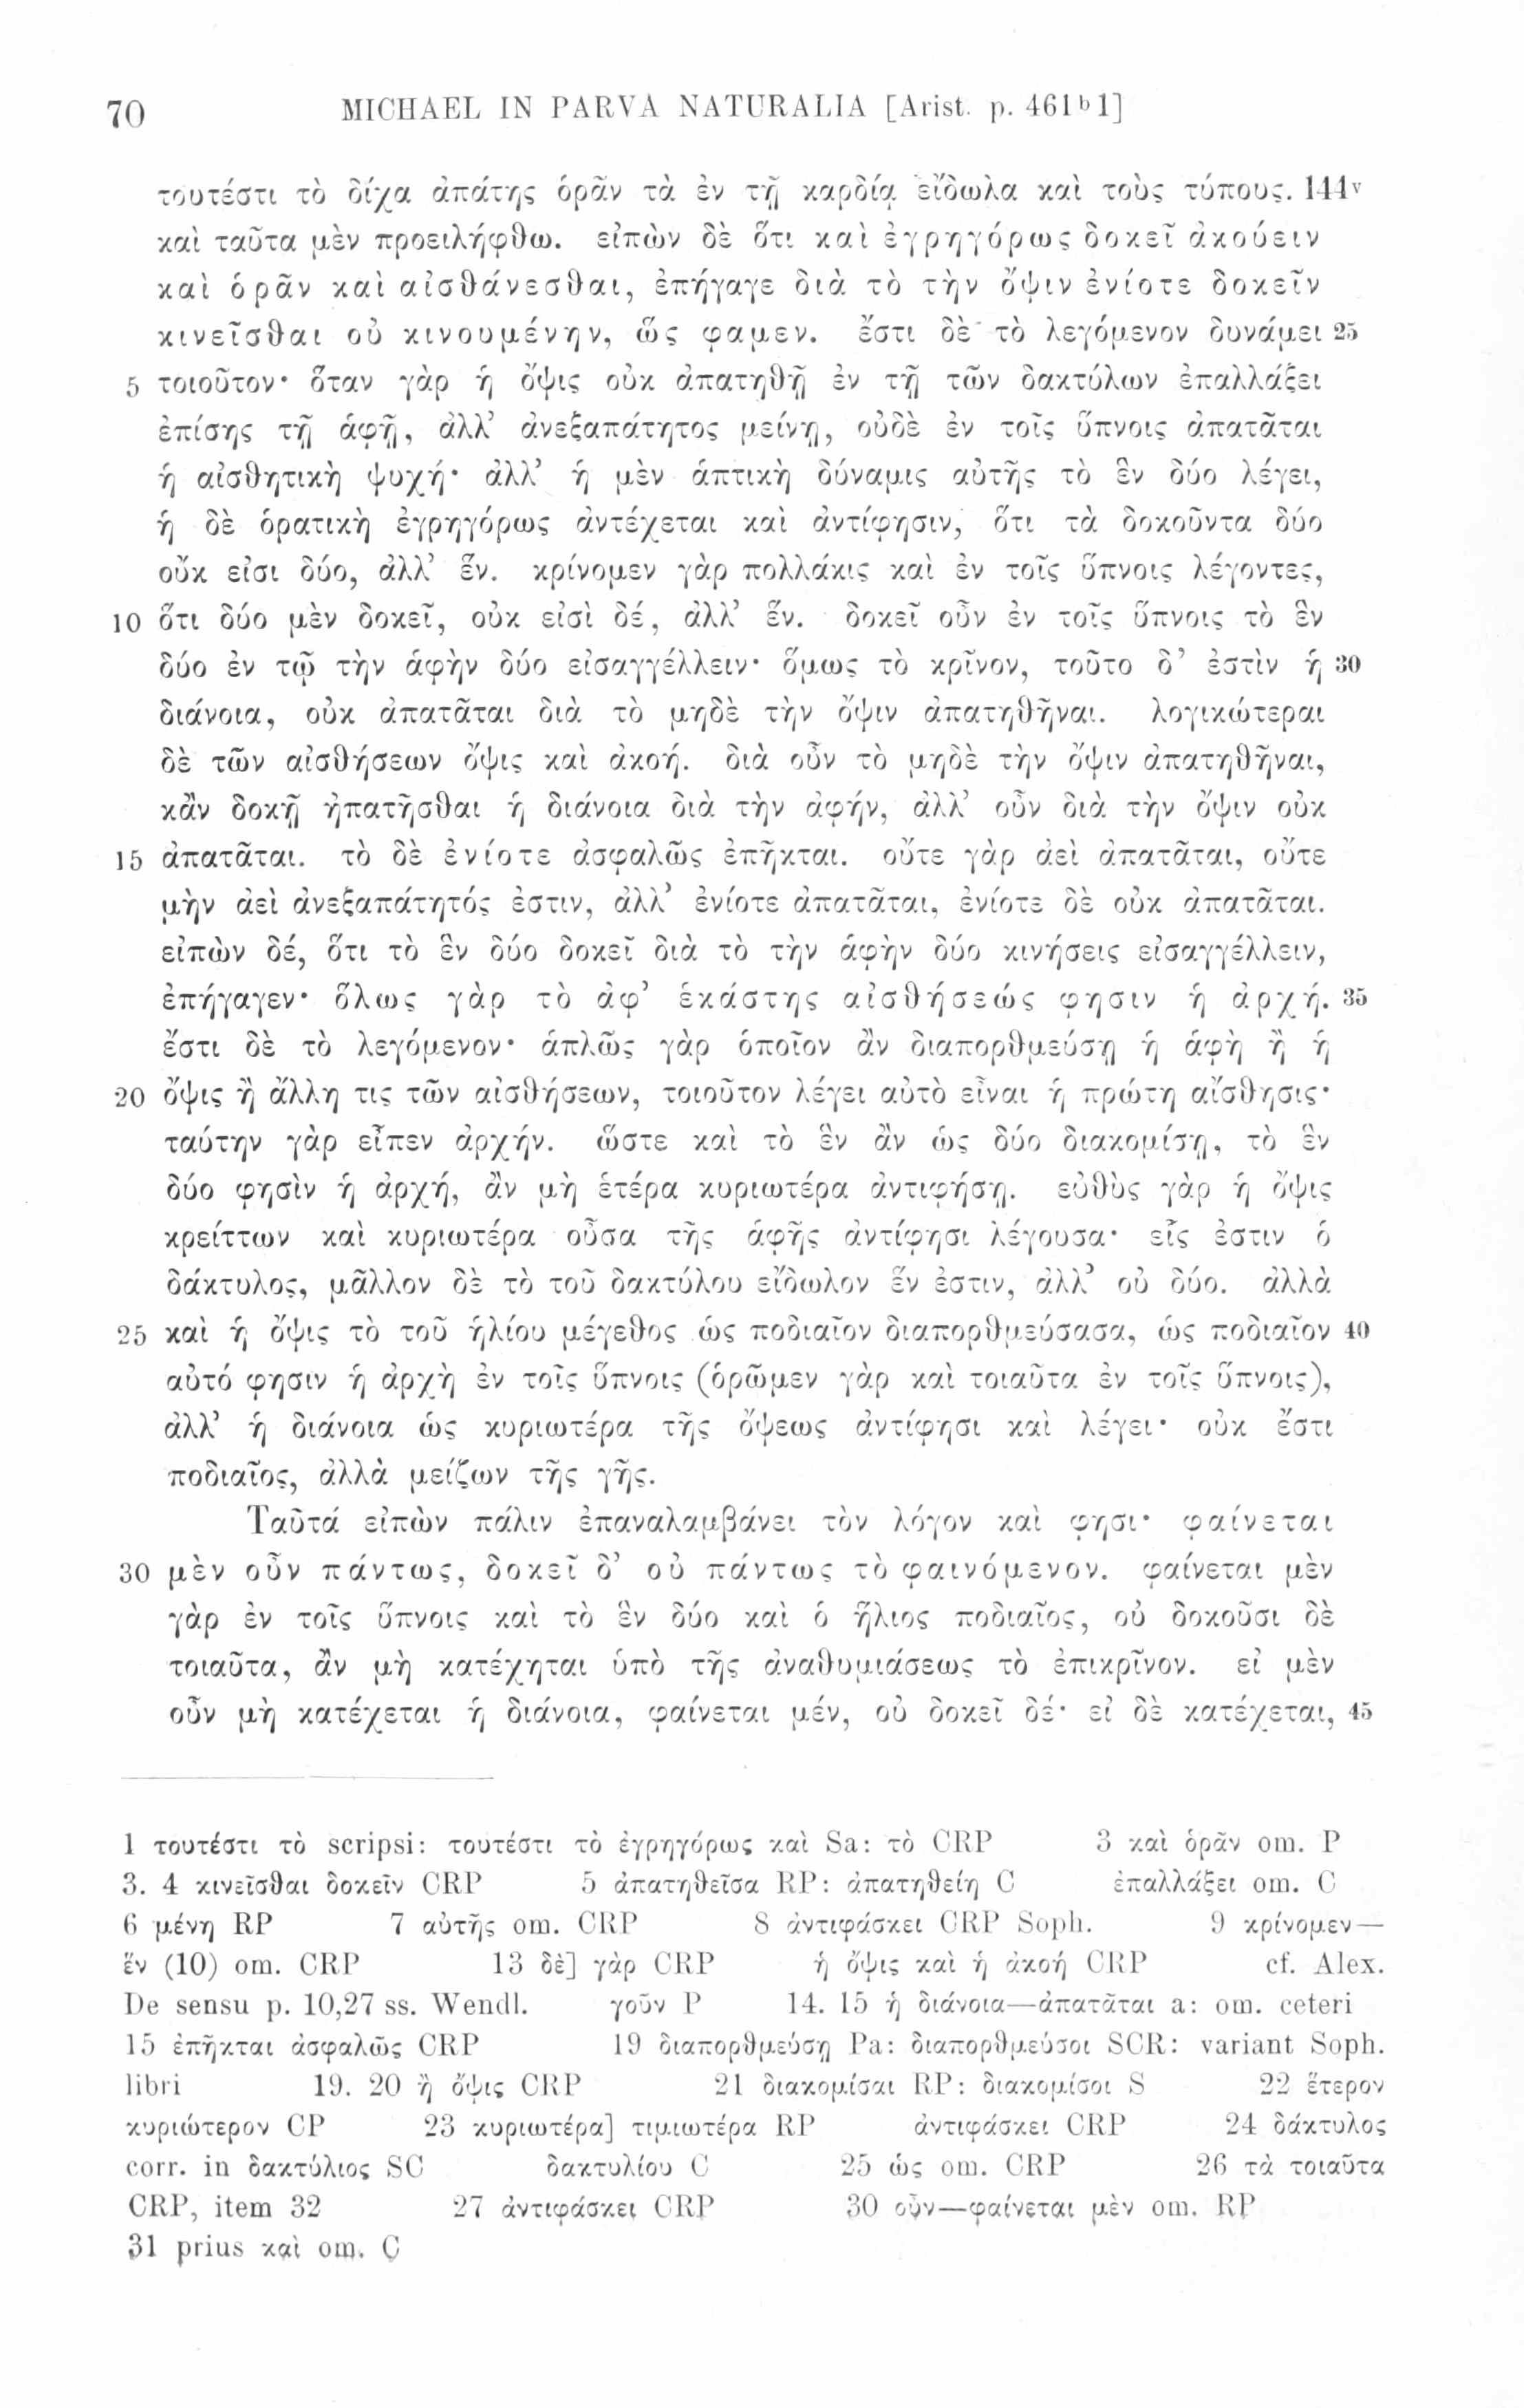 70 MICHAEL IN PARVA NATURALIA [Arist. p. 461ᵇ1]
τουτέστι τὸ δίχα ἀπάτης ὁρᾶν τὰ ἐν τῇ καρδίᾳ εἴδωλα καὶ τοὺς τύπους. 144ᵛ
καὶ ταῦτα μὲν προειλήφθω. εἰπὼν δὲ ὅτι καὶ ἐγρηγόρως δοκεῖ ἀκούειν
καὶ ὁρᾶν καὶ αἰσθάνεσθαι, ἐπήγαγε διὰ τὸ τὴν ὄψιν ἐνίοτε δοκεῖν
κινεῖσθαι οὐ κινουμένην, ὥς φαμεν. ἔστι δὲ τὸ λεγόμενον δυνάμει 25
5 τοιοῦτον· ὅταν γὰρ ἡ ὄψις οὐκ ἀπατηθῇ ἐν τῇ τῶν δακτύλων ἐπαλλάξει
ἐπίσης τῇ ἁφῇ, ἀλλ’ ἀνεξαπάτητος μείνῃ, οὐδὲ ἐν τοῖς ὕπνοις ἀπατᾶται
ἡ αἰσθητικὴ ψυχή· ἀλλ’ ἡ μὲν ἁπτικὴ δύναμις αὐτῆς τὸ ἓν δύο λέγει,
ἡ δὲ ὁρατικὴ ἐγρηγόρως ἀντέχεται καὶ ἀντίφησιν, ὅτι τὰ δοκοῦντα δύο
οὔκ εἰσι δύο, ἀλλ’ ἕν. κρίνομεν γὰρ πολλάκις καὶ ἐν τοῖς ὕπνοις λέγοντες,
10 ὅτι δύο μὲν δοκεῖ, οὐκ εἰσὶ δέ, ἀλλ’ ἕν. δοκεῖ οὖν ἐν τοῖς ὕπνοις τὸ ἓν
δύο ἐν τῷ τὴν ἁφὴν δύο εἰσαγγέλλειν· ὅμως τὸ κρῖνον, τοῦτο δ’ ἐστὶν ἡ 30
διάνοια, οὐκ ἀπατᾶται διὰ τὸ μηδὲ τὴν ὄψιν ἀπατηθῆναι. λογικώτεραι
δὲ τῶν αἰσθήσεων ὄψις καὶ ἀκοή. διὰ οὖν τὸ μηδὲ τὴν ὄψιν ἀπατηθῆναι,
κἂν δοκῇ ἠπατῆσθαι ἡ διάνοια διὰ τὴν ἁφήν, ἀλλ’ οὖν διὰ τὴν ὄψιν οὐκ
15 ἀπατᾶται. τὸ δὲ ἐνίοτε ἀσφαλῶς ἐπῆκται. οὔτε γὰρ ἀεὶ ἀπατᾶται, οὔτε
μὴν ἀεὶ ἀνεξαπάτητός ἐστιν, ἀλλ’ ἐνίοτε ἀπατᾶται, ἐνίοτε δὲ οὐκ ἀπατᾶται.
εἰπὼν δέ, ὅτι τὸ ἓν δύο δοκεῖ διὰ τὸ τὴν ἁφὴν δύο κινήσεις εἰσαγγέλλειν,
ἐπήγαγεν· ὅλως γὰρ τὸ ἀφ’ ἑκάστης αἰσθήσεώς φησιν ἡ ἀρχή. 35
ἔστι δὲ τὸ λεγόμενον· ἁπλῶς γὰρ ὁποῖον ἂν διαπορθμεύσῃ ἡ ἁφὴ ἢ ἡ
20 ὄψις ἢ ἄλλη τις τῶν αἰσθήσεων, τοιοῦτον λέγει αὐτὸ εἶναι ἡ πρώτη αἴσθησις·
ταύτην γὰρ εἶπεν ἀρχήν. ὥστε καὶ τὸ ἓν ἂν ὡς δύο διακομίσῃ, τὸ ἓν
δύο φησὶν ἡ ἀρχή, ἂν μὴ ἑτέρα κυριωτέρα ἀντιφήσῃ. εὐθὺς γὰρ ἡ ὄψις
κρείττων καὶ κυριωτέρα οὖσα τῆς ἁφῆς ἀντίφησι λέγουσα· εἷς ἐστιν ὁ
δάκτυλος, μᾶλλον δὲ τὸ τοῦ δακτύλου εἴδωλον ἕν ἐστιν, ἀλλ’ οὐ δύο. ἀλλὰ
25 καὶ ἡ ὄψις τὸ τοῦ ἡλίου μέγεθος ὡς ποδιαῖον διαπορθμεύσασα, ὡς ποδιαῖον 40
αὐτό φησιν ἡ ἀρχὴ ἐν τοῖς ὕπνοις (ὁρῶμεν γὰρ καὶ τοιαῦτα ἐν τοῖς ὕπνοις),
ἀλλ’ ἡ διάνοια ὡς κυριωτέρα τῆς ὄψεως ἀντίφησι καὶ λέγει· οὐκ ἔστι
ποδιαῖος, ἀλλὰ μείζων τῆς γῆς.
Ταῦτά εἰπὼν πάλιν ἐπαναλαμβάνει τὸν λόγον καὶ φησι· φαίνεται
30 μὲν οὖν πάντως, δοκεῖ δ’ οὐ πάντως τὸ φαινόμενον. φαίνεται μὲν
γὰρ ἐν τοῖς ὕπνοις καὶ τὸ ἓν δύο καὶ ὁ ἥλιος ποδιαῖος, οὐ δοκοῦσι δὲ
τοιαῦτα, ἂν μὴ κατέχηται ὑπὸ τῆς ἀναθυμιάσεως τὸ ἐπικρῖνον. εἰ μὲν
οὖν μὴ κατέχεται ἡ διάνοια, φαίνεται μέν, οὐ δοκεῖ δέ· εἰ δὲ κατέχεται, 45
1 τουτέστι τὸ scripsi: τουτέστι τὸ ἐγρηγόρως καὶ Sa: τὸ CRP 3 καὶ ὁρᾶν om. P
3. 4 κινεῖσθαι δοκεῖν CRP 5 ἀπατηθεῖσα RP: ἀπατηθείη C ἐπαλλάξει om. C
6 μένῃ RP 7 αὐτῆς om. CRP 8 ἀντιφάσκει CRP Soph. 9 κρίνομεν—
ἕν (10) om. CRP 13 δὲ] γὰρ CRP ἡ ὄψις καὶ ἡ ἀκοή CRP cf. Alex.
De sensu p. 10,27 ss. Wendl. γοῦν P 14. 15 ἡ διάνοια—ἀπατᾶται a: om. ceteri
15 ἐπῆκται ἀσφαλῶς CRP 19 διαπορθμεύσῃ Pa: διαπορθμεύσοι SCR: variant Soph.
libri 19. 20 ἢ ὄψις CRP 21 διακομίσαι RP: διακομίσοι S 22 ἕτερον
κυριώτερον CP 23 κυριωτέρα] τιμιωτέρα RP ἀντιφάσκει CRP 24 δάκτυλος
corr. in δακτύλιος SC δακτυλίου C 25 ὡς om. CRP 26 τὰ τοιαῦτα
CRP, item 32 27 ἀντιφάσκει CRP 30 οὖν—φαίνεται μὲν om. RP
31 prius καὶ om. C